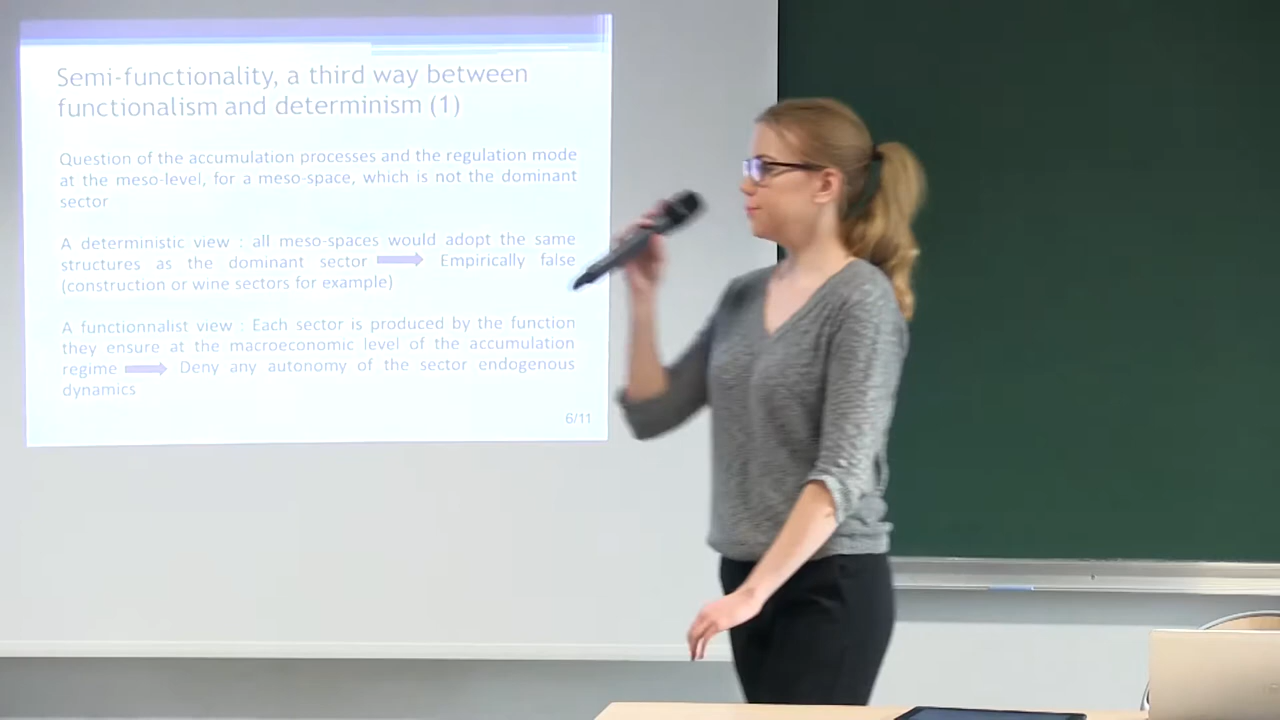 Semi-functionality, a third way between
functionalism and determinism (1)
Question of the accumulation processes and the regulation mode
at the meso-level, for a meso-space, which is not the dominant
sector
A deterministic view : all meso-spaces would adopt the same
structures as the dominant sector Empirically false
(construction or wine sectors for example)
A functionnalist view : Each sector is produced by the function
they ensure at the macroeconomic level of the accumulation
regime Deny any autonomy of the sector endogenous
dynamics
6/11